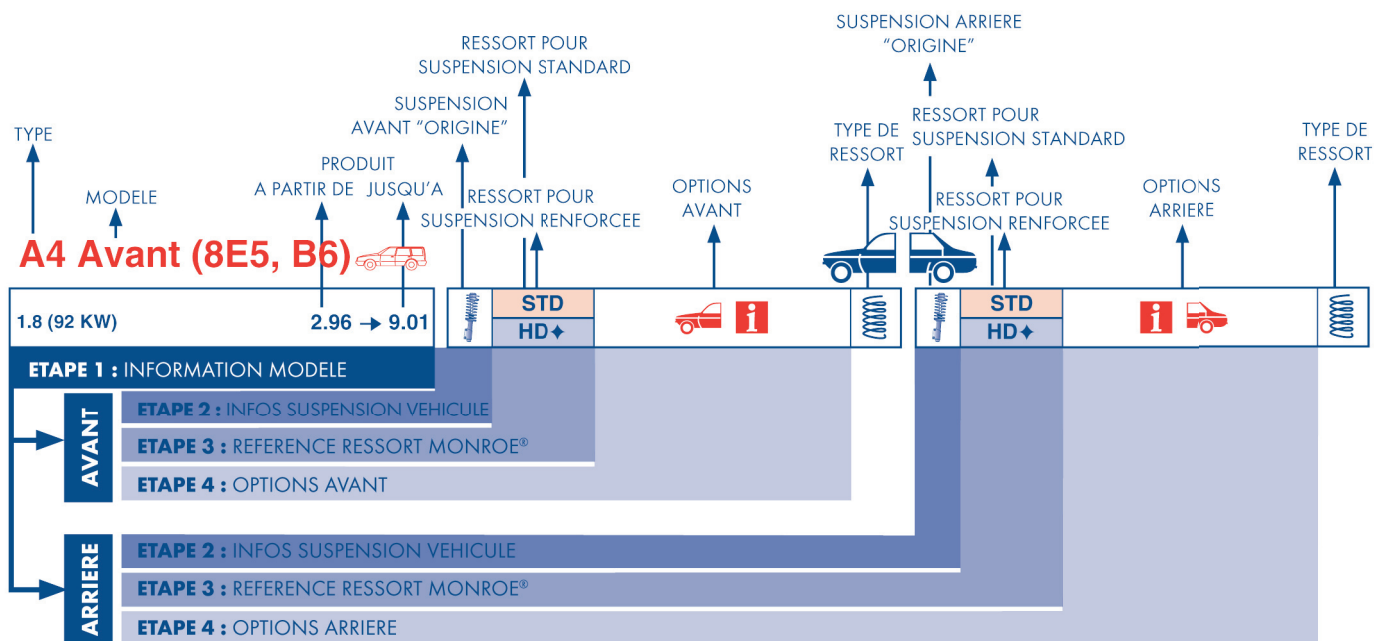 SUSPENSION ARRIERE
"ORIGINE"
RESSORT POUR
SUSPENSION STANDARD
SUSPENSION
AVANT "ORIGINE"
TYPE
PRODUIT
A PARTIR DE JUSQU'A
MODELE
RESSORT POUR
SUSPENSION RENFORCEE
OPTIONS
AVANT
TYPE DE
RESSORT
RESSORT POUR
SUSPENSION STANDARD
RESSORT POUR
SUSPENSION RENFORCEE
OPTIONS
ARRIERE
TYPE DE
RESSORT
A4 Avant (8E5, B6)
1.8 (92 KW) 2.96 → 9.01
STD
HD✦
i
STD
HD✦
i
ETAPE 1 : INFORMATION MODELE
AVANT
ETAPE 2 : INFOS SUSPENSION VEHICULE
ETAPE 3 : REFERENCE RESSORT MONROE®
ETAPE 4 : OPTIONS AVANT
ARRIERE
ETAPE 2 : INFOS SUSPENSION VEHICULE
ETAPE 3 : REFERENCE RESSORT MONROE®
ETAPE 4 : OPTIONS ARRIERE